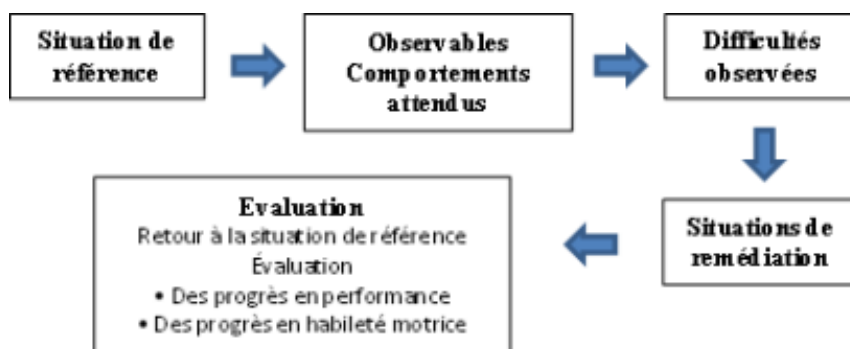 Situation de
référence
Observables
Comportements
attendus
Difficultés
observées
Situations de
remédiation
Evaluation
Retour à la situation de référence
Évaluation
• Des progrès en performance
• Des progrès en habileté motrice